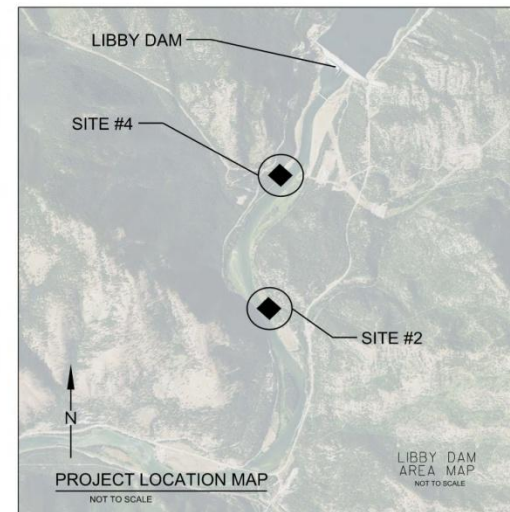 LIBBY DAM
SITE #4
SITE #2
N
PROJECT LOCATION MAP
NOT TO SCALE
LIBBY DAM
AREA MAP
NOT TO SCALE